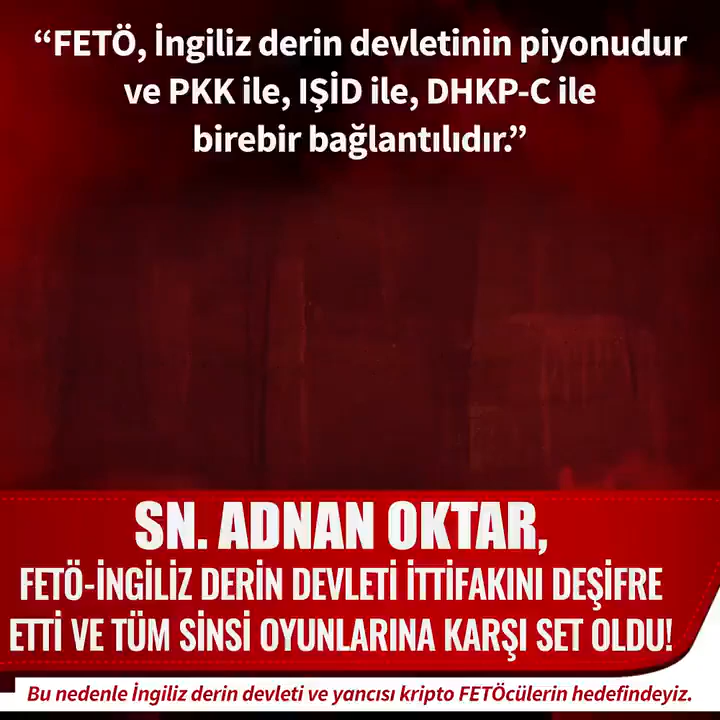 “FETÖ, İngiliz derin devletinin piyonudur
ve PKK ile, IŞİD ile, DHKP-C ile
birebir bağlantılıdır.”
SN. ADNAN OKTAR,
FETÖ-İNGİLİZ DERİN DEVLETİ İTTİFAKINI DEŞİFRE
ETTİ VE TÜM SİNSİ OYUNLARINA KARŞI SET OLDU!
Bu nedenle İngiliz derin devleti ve yancısı kripto FETÖcülerin hedefindeyiz.